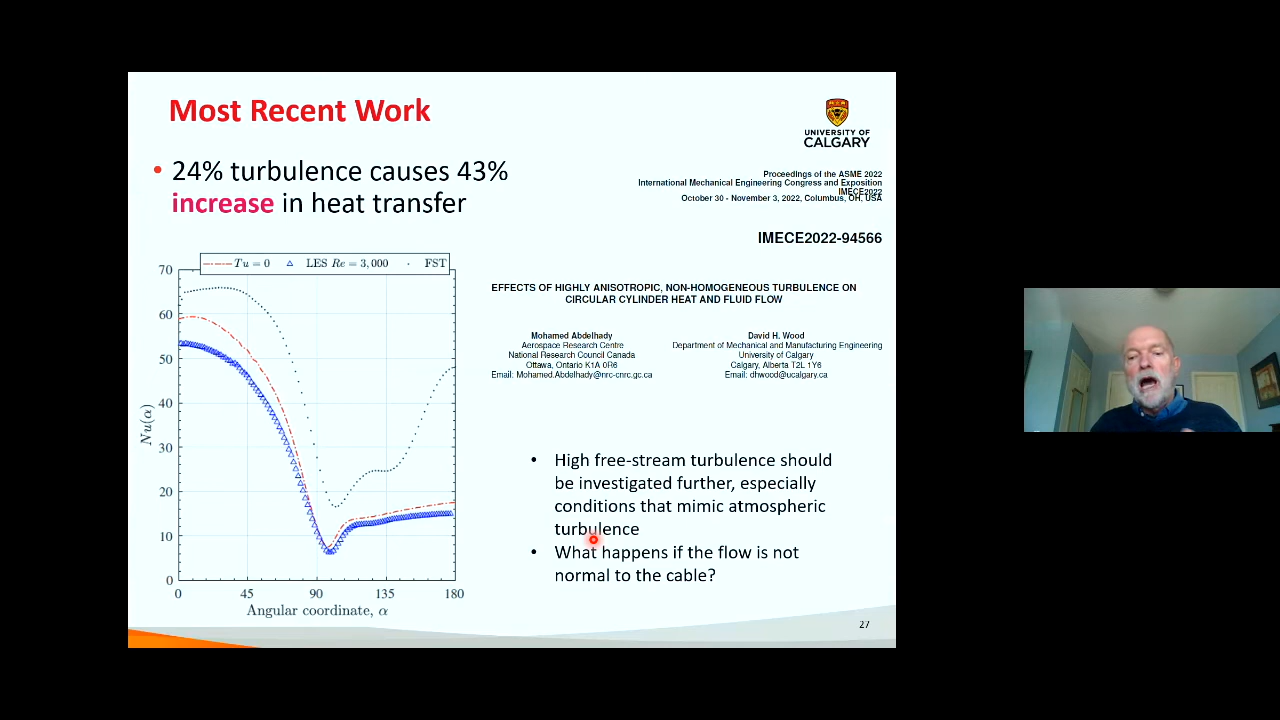 Most Recent Work
UNIVERSITY OF
CALGARY
• 24% turbulence causes 43%
increase in heat transfer
Proceedings of the ASME 2022
International Mechanical Engineering Congress and Exposition
IMECE2022
October 30 - November 3, 2022, Columbus, OH, USA
IMECE2022-94566
EFFECTS OF HIGHLY ANISOTROPIC, NON-HOMOGENEOUS TURBULENCE ON
CIRCULAR CYLINDER HEAT AND FLUID FLOW
Mohamed Abdelhady
Aerospace Research Centre
National Research Council Canada
Ottawa, Ontario K1A 0R6
Email: Mohamed.Abdelhady@nrc-cnrc.gc.ca
David H. Wood
Department of Mechanical and Manufacturing Engineering
University of Calgary
Calgary, Alberta T2L 1Y6
Email: dhwood@ucalgary.ca
Tu = 0 LES Re = 3,000 FST
70
60
50
40
30
20
10
0
Nu(α)
0 45 90 135 180
Angular coordinate, α
• High free-stream turbulence should
be investigated further, especially
conditions that mimic atmospheric
turbulence
• What happens if the flow is not
normal to the cable?
27